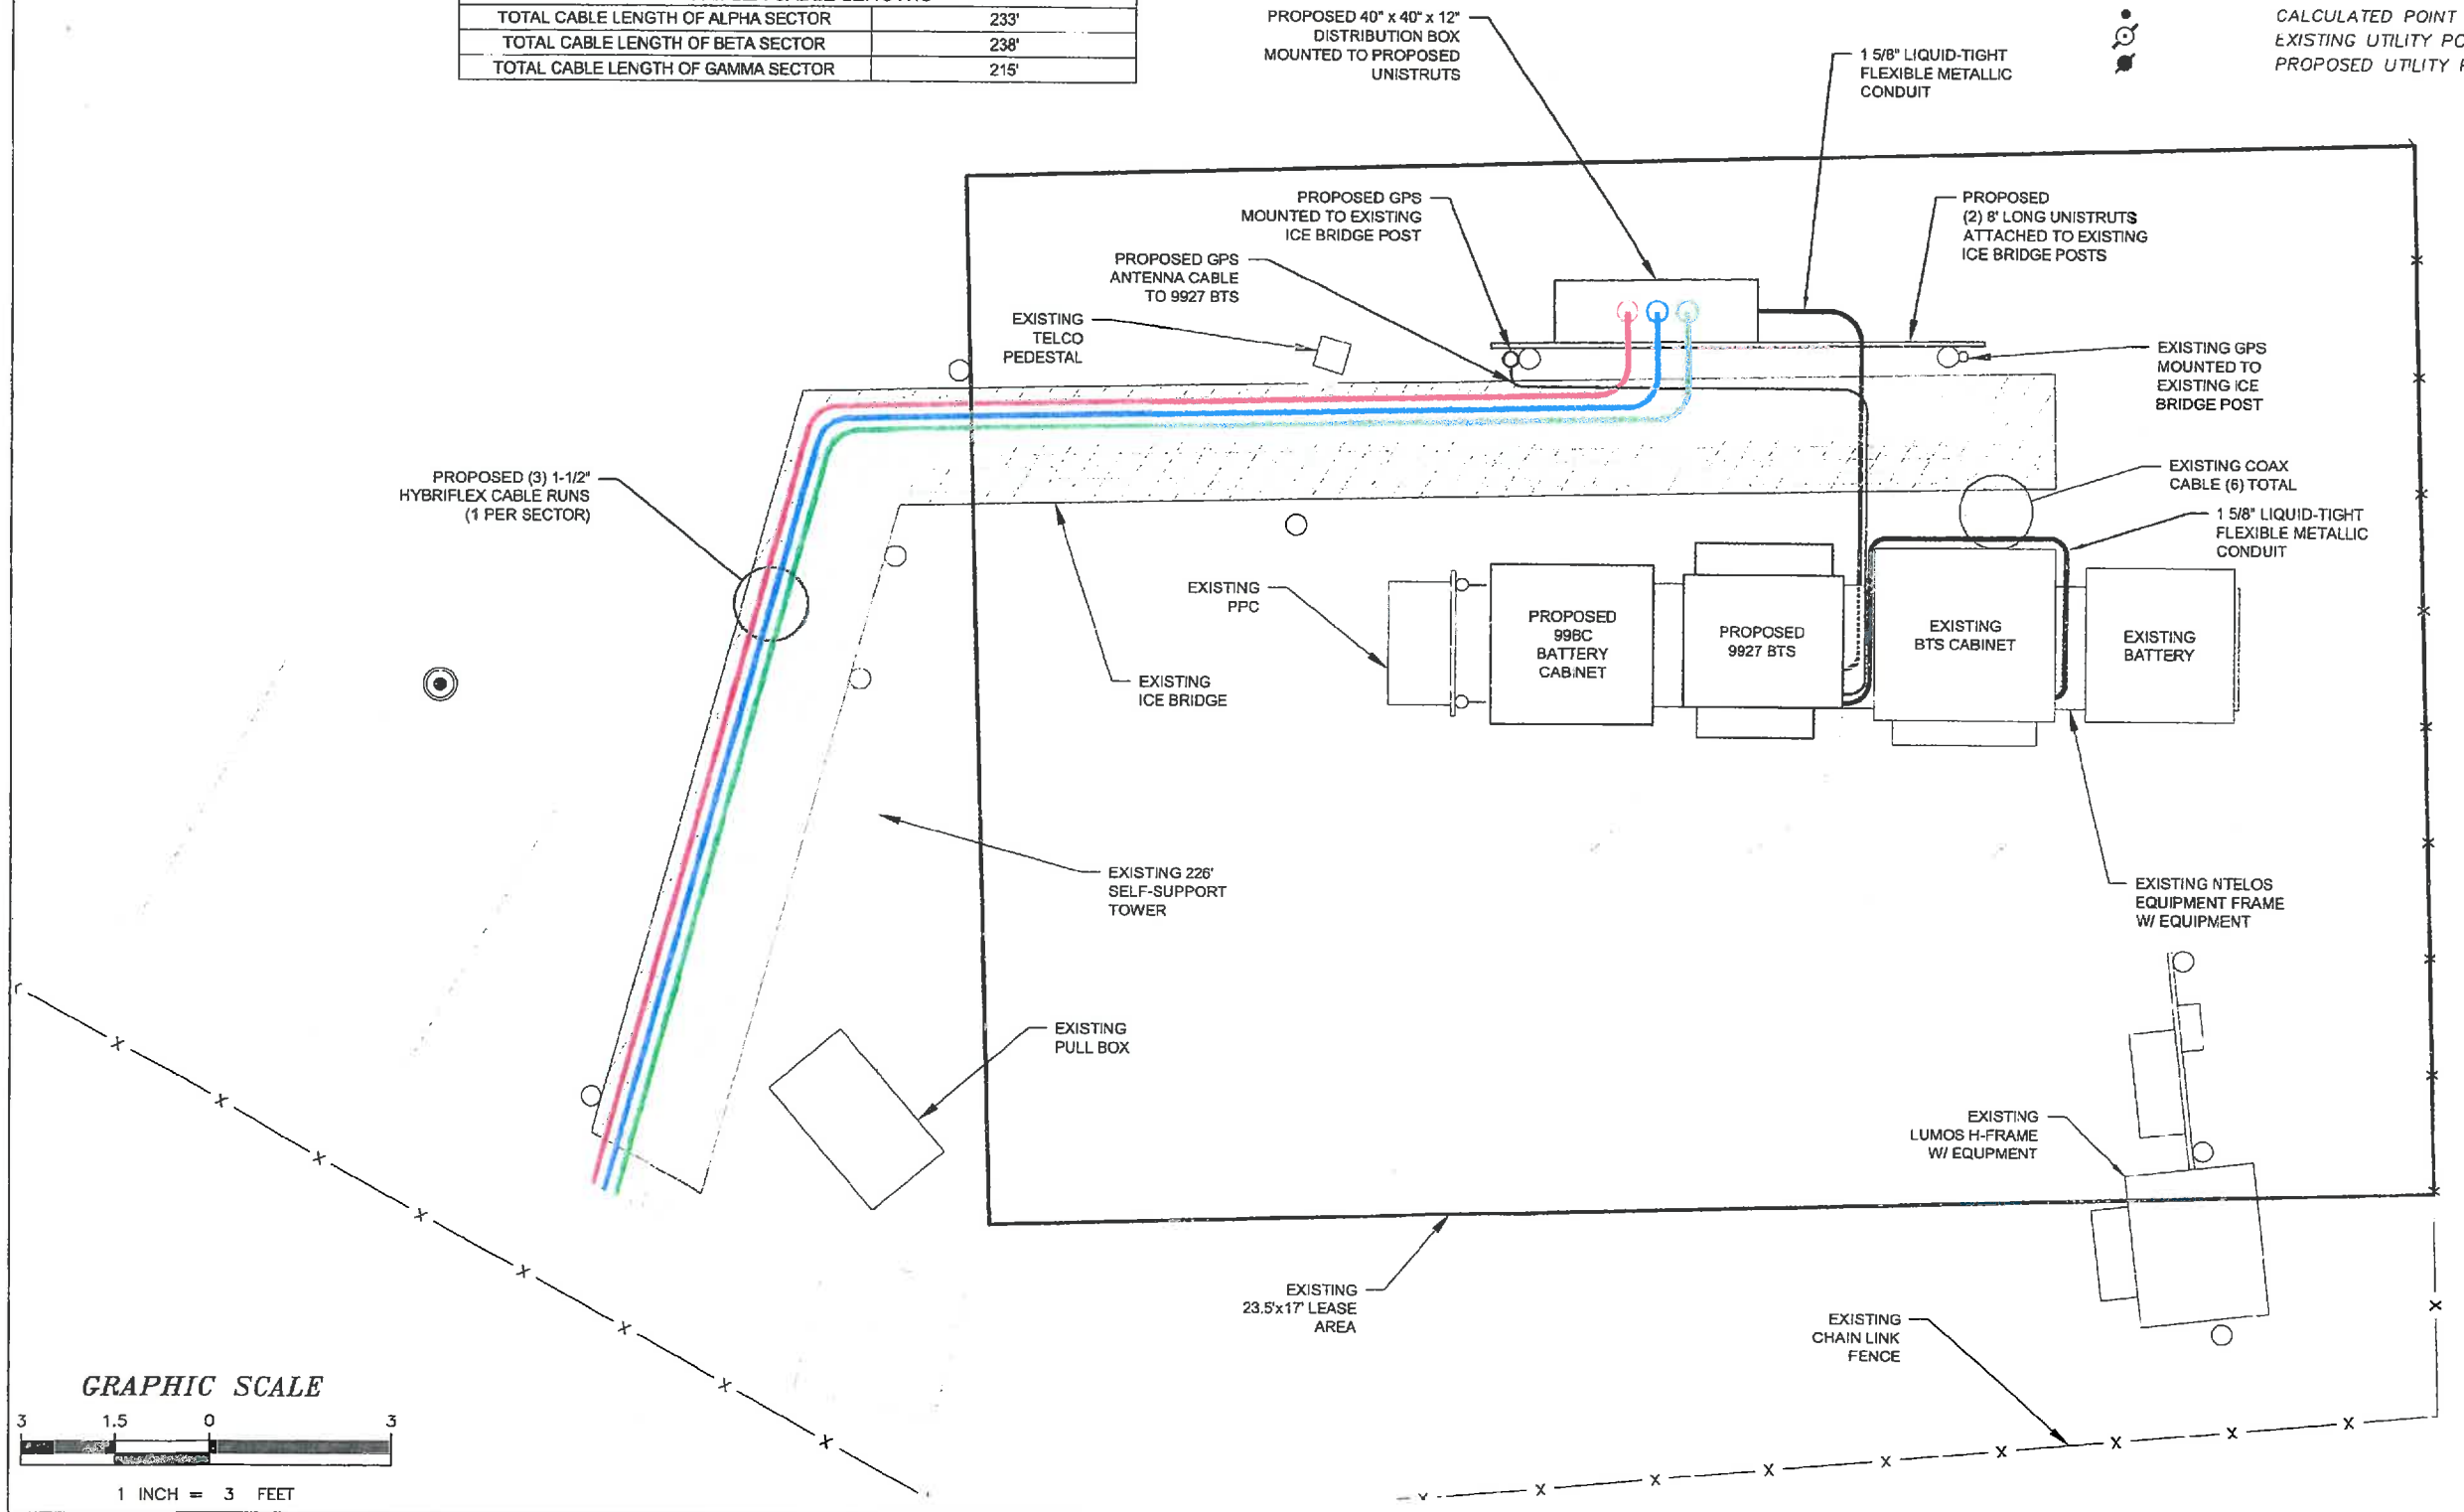 TOTAL CABLE LENGTH OF ALPHA SECTOR 233'
TOTAL CABLE LENGTH OF BETA SECTOR 238'
TOTAL CABLE LENGTH OF GAMMA SECTOR 215'
PROPOSED 40" x 40" x 12"
DISTRIBUTION BOX
MOUNTED TO PROPOSED
UNISTRUTS
1 5/8" LIQUID-TIGHT
FLEXIBLE METALLIC
CONDUIT
CALCULATED POINT
EXISTING UTILITY PO
PROPOSED UTILITY
PROPOSED GPS
MOUNTED TO EXISTING
ICE BRIDGE POST
PROPOSED
(2) 8' LONG UNISTRUTS
ATTACHED TO EXISTING
ICE BRIDGE POSTS
PROPOSED GPS
ANTENNA CABLE
TO 9927 BTS
EXISTING
TELCO
PEDESTAL
EXISTING GPS
MOUNTED TO
EXISTING ICE
BRIDGE POST
PROPOSED (3) 1-1/2"
HYBRIFLEX CABLE RUNS
(1 PER SECTOR)
EXISTING COAX
CABLE (6) TOTAL
1 5/8" LIQUID-TIGHT
FLEXIBLE METALLIC
CONDUIT
EXISTING
PPC
PROPOSED
99BC
BATTERY
CABINET
PROPOSED
9927 BTS
EXISTING
BTS CABINET
EXISTING
BATTERY
EXISTING
ICE BRIDGE
EXISTING 226'
SELF-SUPPORT
TOWER
EXISTING NTELOS
EQUIPMENT FRAME
W/ EQUIPMENT
EXISTING
PULL BOX
EXISTING
LUMOS H-FRAME
W/ EQUPMENT
EXISTING
23.5'x17' LEASE
AREA
EXISTING
CHAIN LINK
FENCE
GRAPHIC SCALE
3 1.5 0 3
1 INCH = 3 FEET